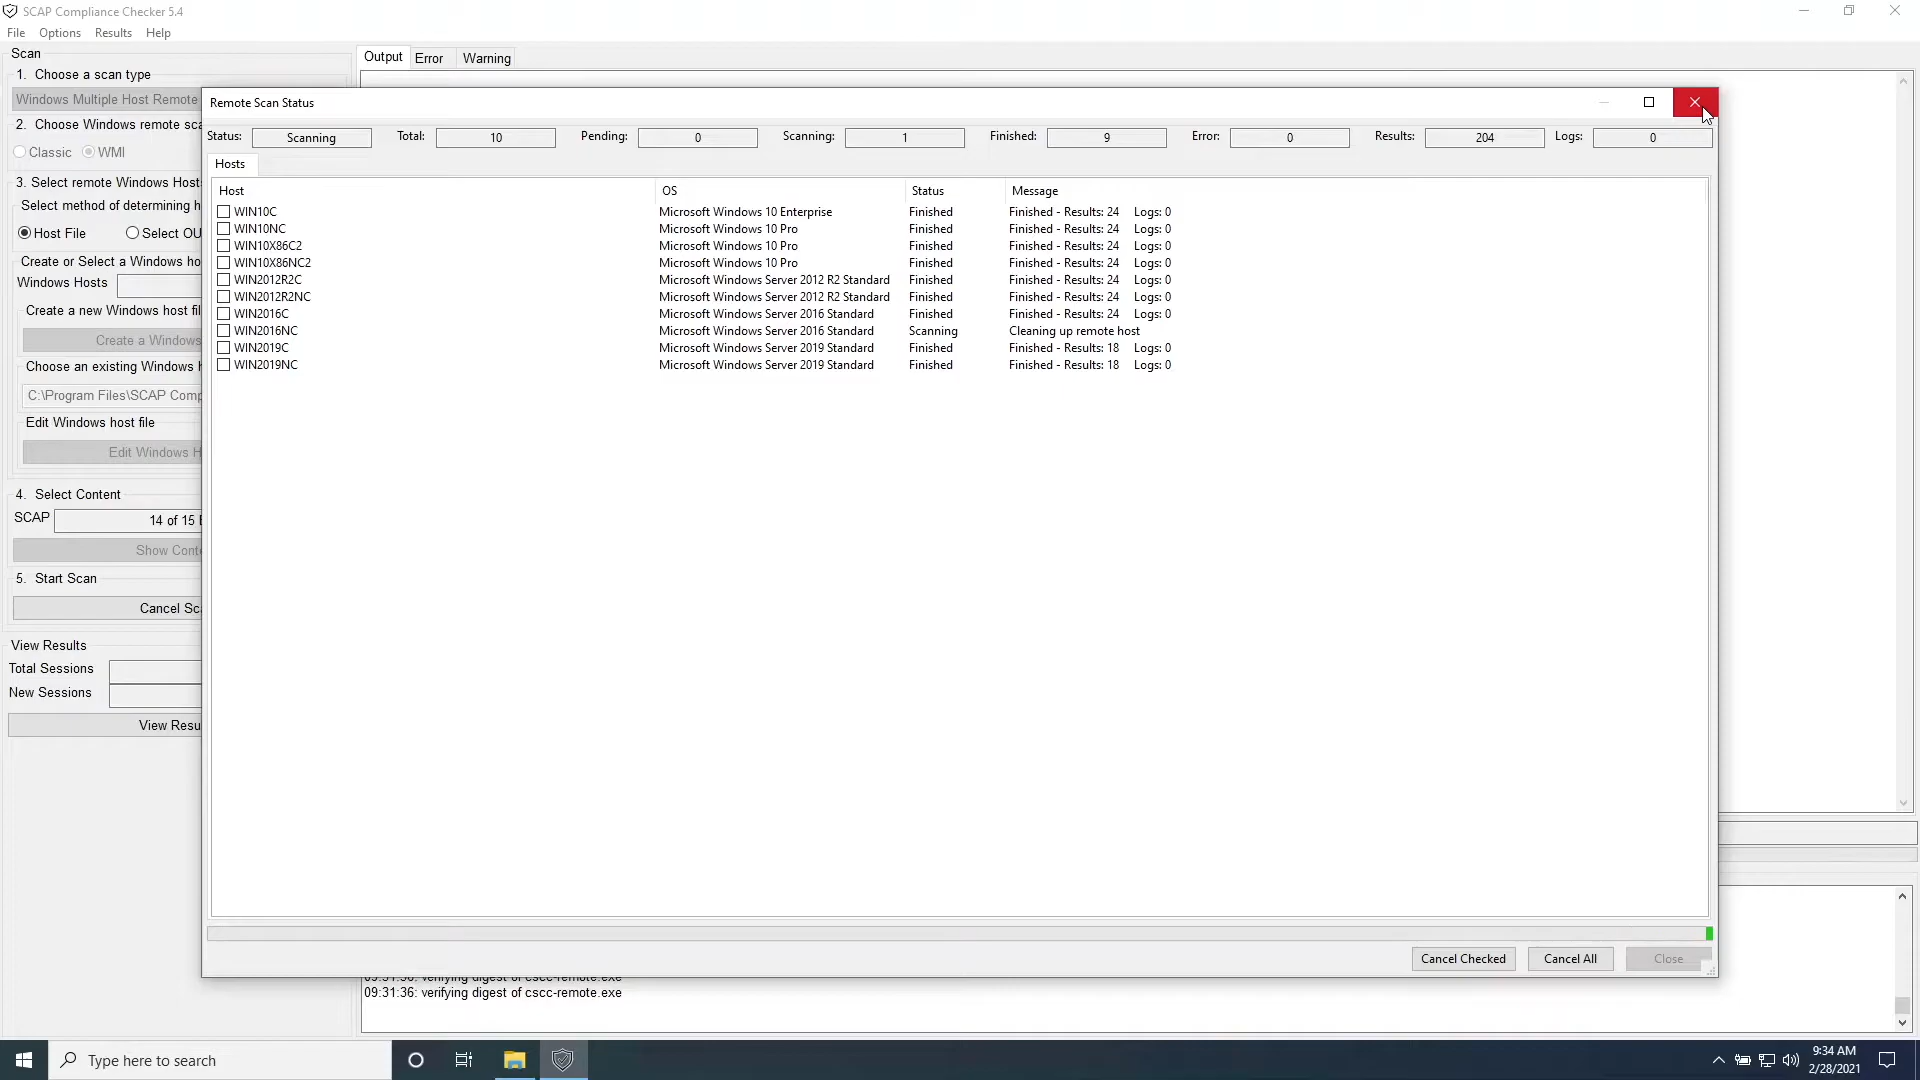 SCAP Compliance Checker 5.4
File Options Results Help
Scan
1. Choose a scan type
Windows Multiple Host Remote
2. Choose Windows remote sca
Classic WMI
3. Select remote Windows Hosts
Select method of determining h
Host File Select OU
Create or Select a Windows ho
Windows Hosts
Create a new Windows host fil
Create a Windows
Choose an existing Windows h
C:\Program Files\SCAP Comp
Edit Windows host file
Edit Windows H
4. Select Content
SCAP 14 of 15
Show Conte
5. Start Scan
Cancel Sca
View Results
Total Sessions
New Sessions
View Resu
Output Error Warning
Remote Scan Status
Status: Scanning Total: 10 Pending: 0 Scanning: 1 Finished: 9 Error: 0 Results: 204 Logs: 0
Hosts
Host OS Status Message
WIN10C Microsoft Windows 10 Enterprise Finished Finished - Results: 24 Logs: 0
WIN10NC Microsoft Windows 10 Pro Finished Finished - Results: 24 Logs: 0
WIN10X86C2 Microsoft Windows 10 Pro Finished Finished - Results: 24 Logs: 0
WIN10X86NC2 Microsoft Windows 10 Pro Finished Finished - Results: 24 Logs: 0
WIN2012R2C Microsoft Windows Server 2012 R2 Standard Finished Finished - Results: 24 Logs: 0
WIN2012R2NC Microsoft Windows Server 2012 R2 Standard Finished Finished - Results: 24 Logs: 0
WIN2016C Microsoft Windows Server 2016 Standard Finished Finished - Results: 24 Logs: 0
WIN2016NC Microsoft Windows Server 2016 Standard Scanning Cleaning up remote host
WIN2019C Microsoft Windows Server 2019 Standard Finished Finished - Results: 18 Logs: 0
WIN2019NC Microsoft Windows Server 2019 Standard Finished Finished - Results: 18 Logs: 0
Cancel Checked Cancel All Close
verifying digest of cscc-remote.exe
09:31:36: verifying digest of cscc-remote.exe
Type here to search
9:34 AM
2/28/2021